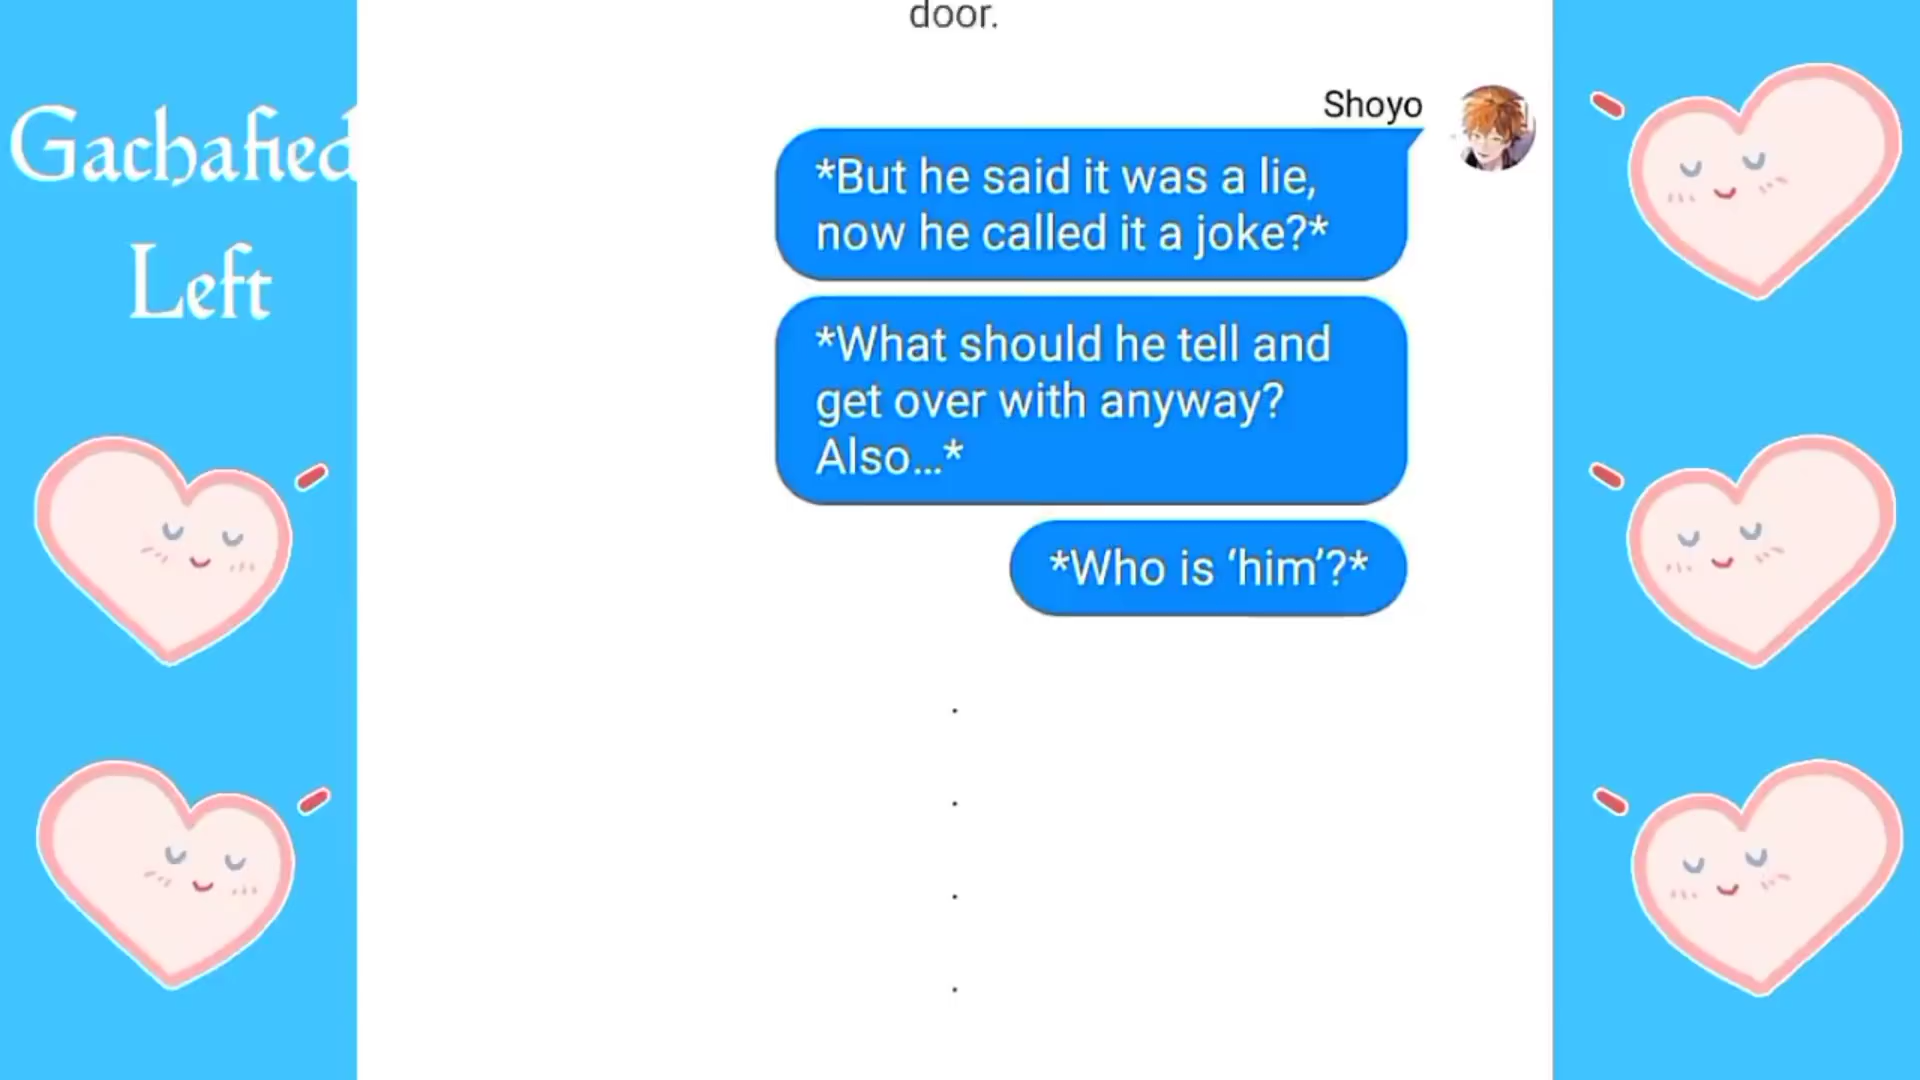 Gachafied
Left
door.
Shoyo
*But he said it was a lie,
now he called it a joke?*
*What should he tell and
get over with anyway?
Also...*
*Who is ‘him’?*
.
.
.
.